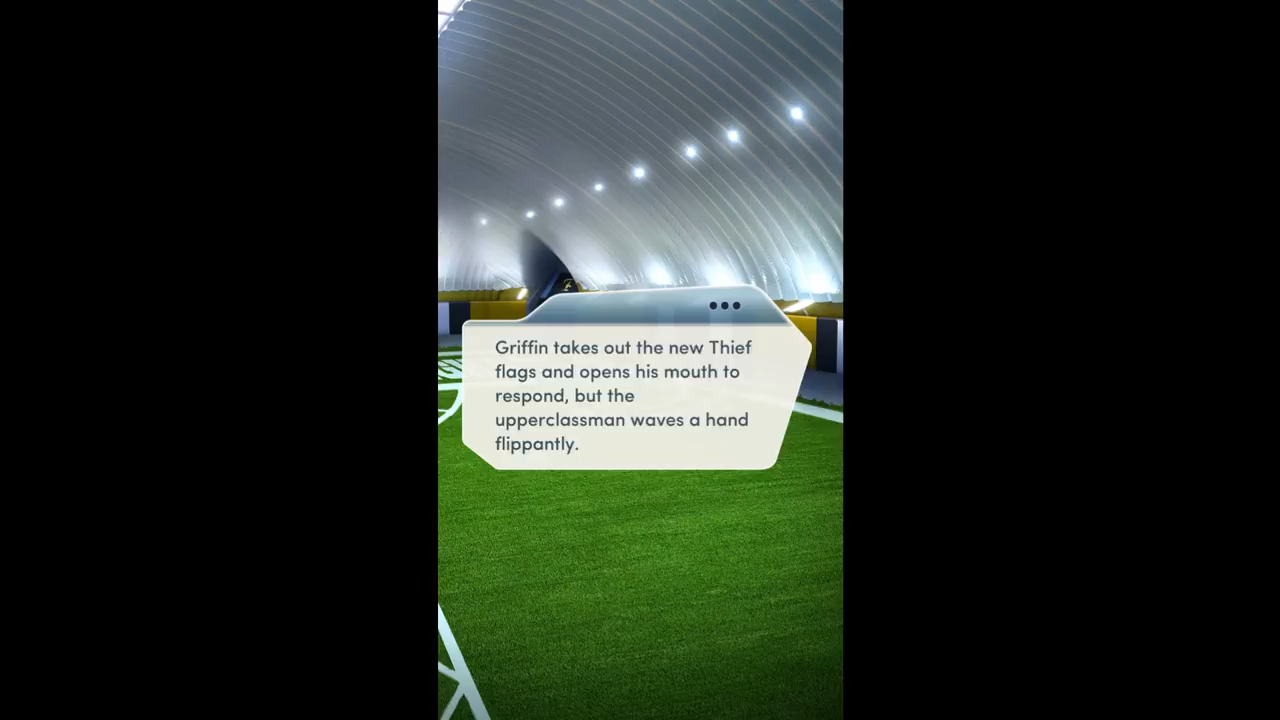 Griffin takes out the new Thief
flags and opens his mouth to
respond, but the
upperclassman waves a hand
flippantly.